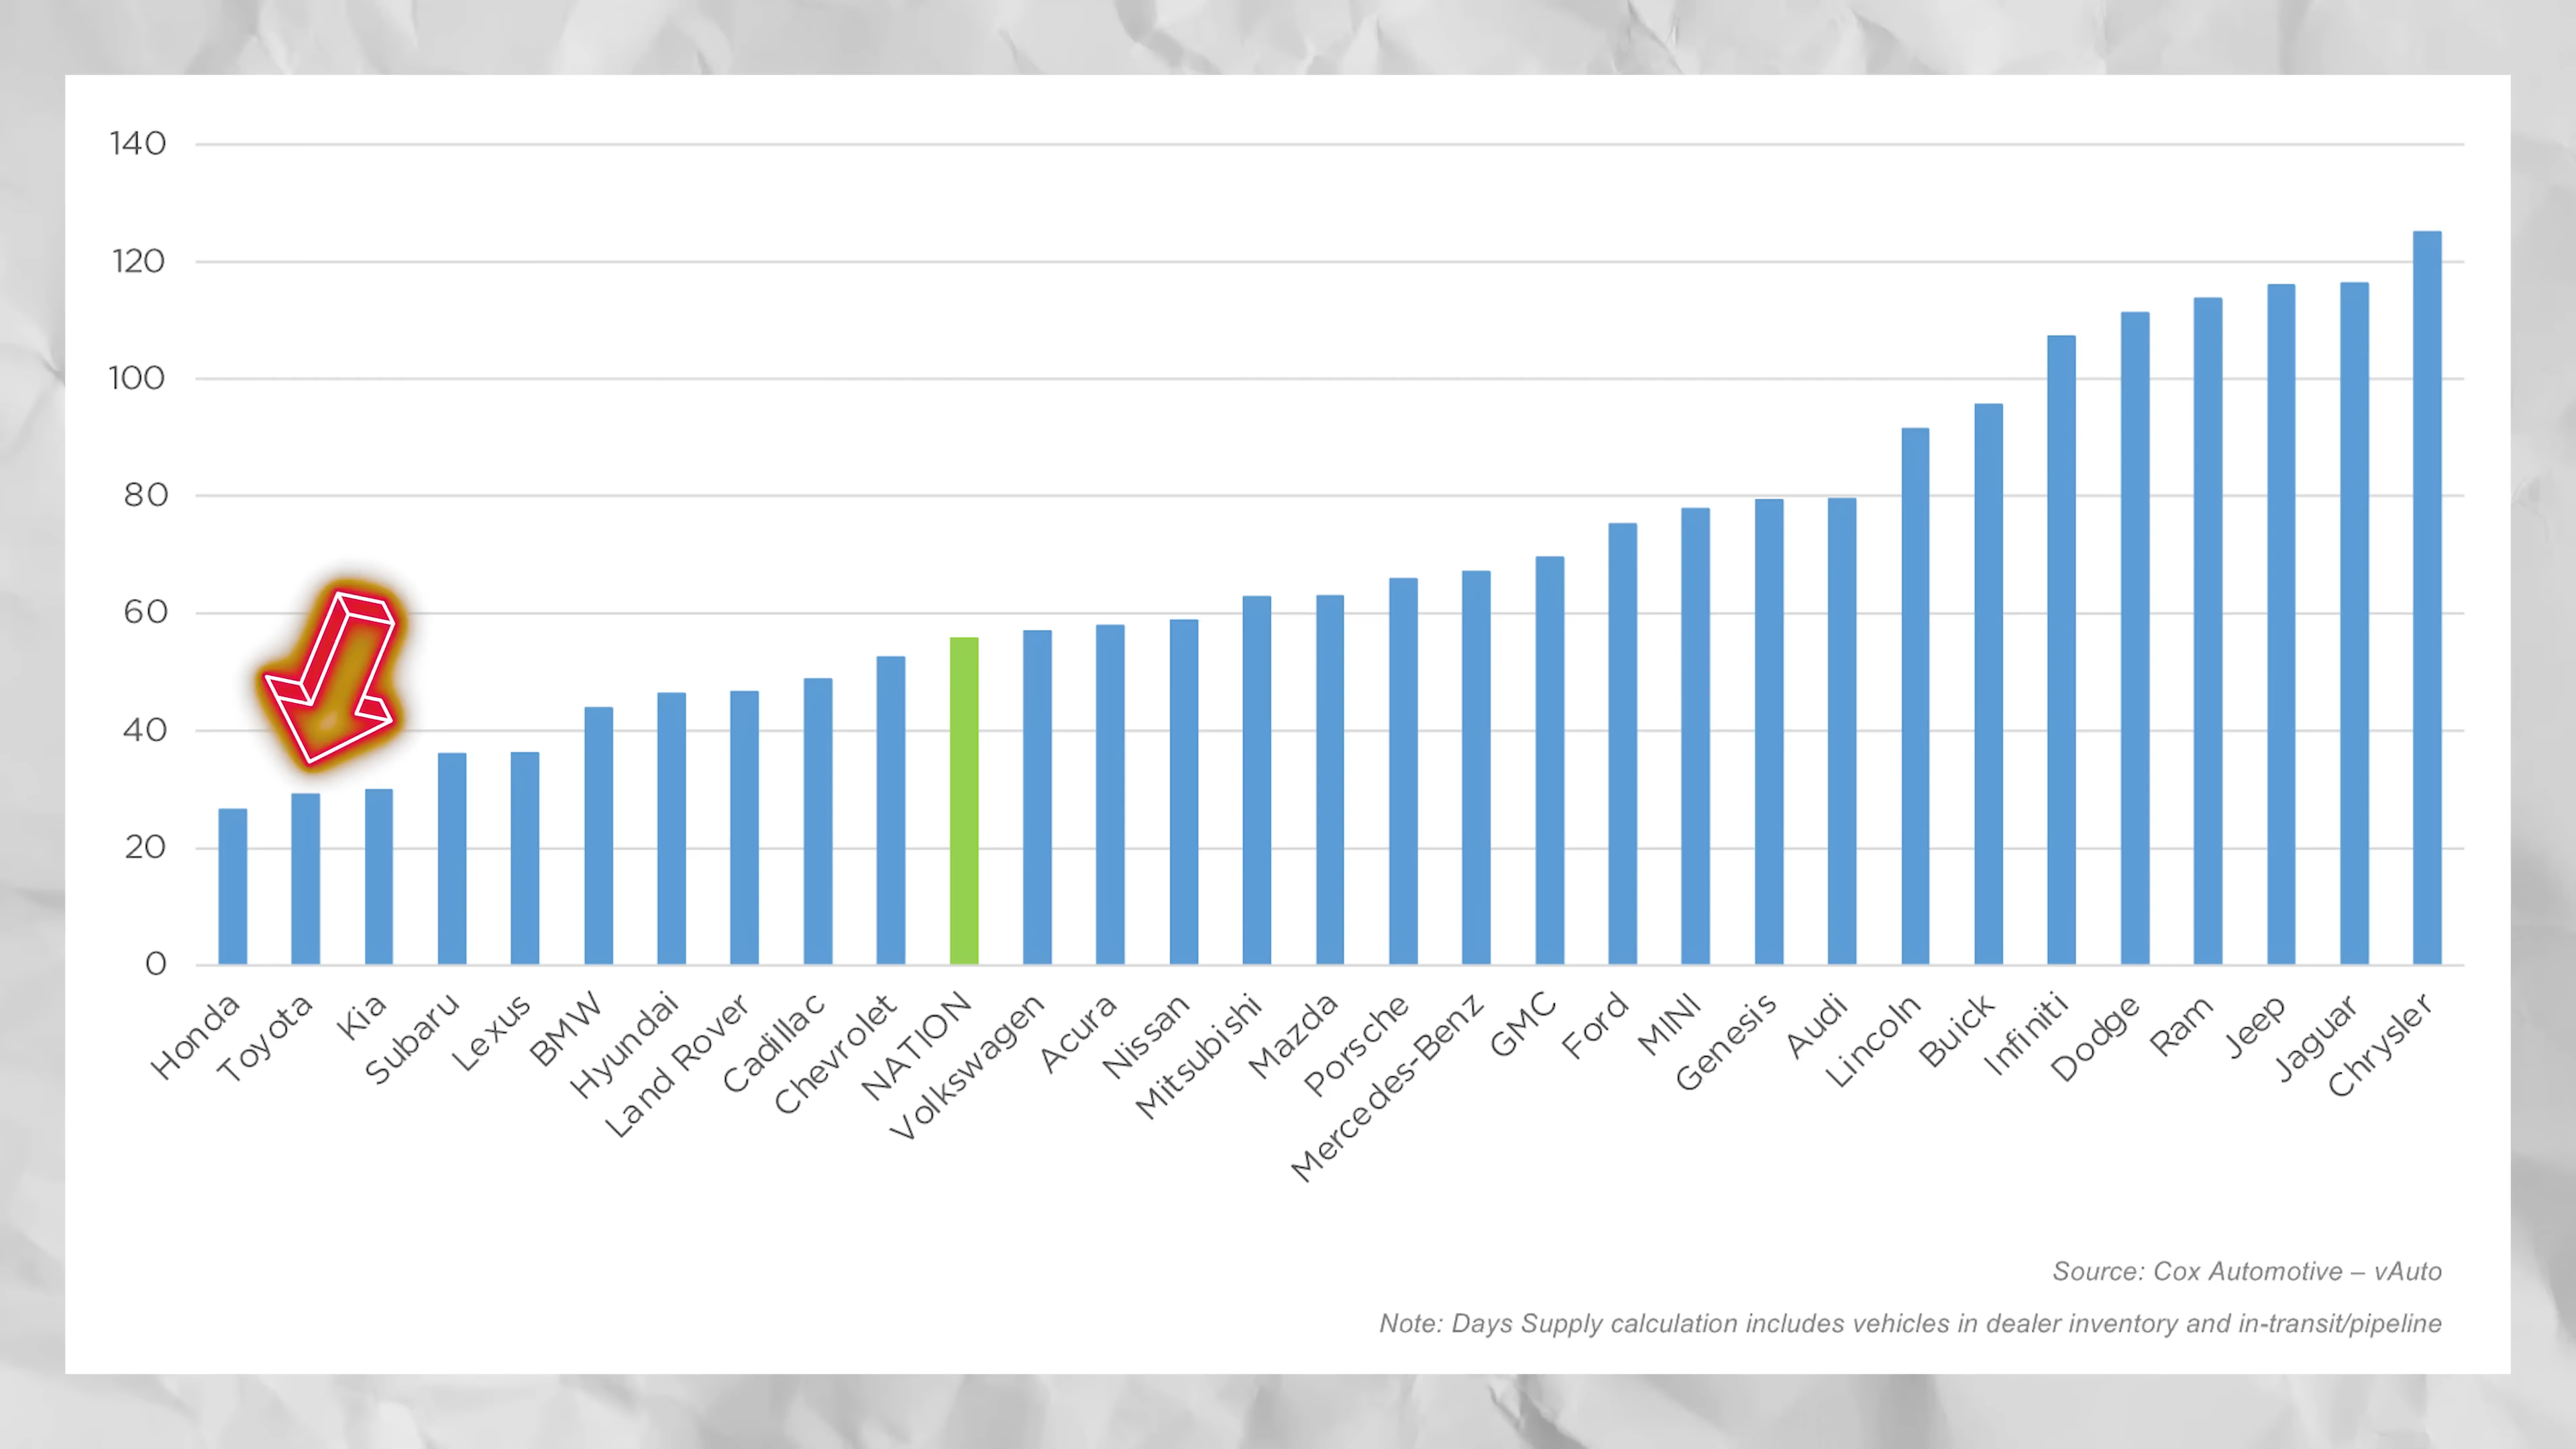 140
120
100
80
60
40
20
0
Honda
Toyota
Kia
Subaru
Lexus
BMW
Hyundai
Land Rover
Cadillac
Chevrolet
NATION
Volkswagen
Acura
Nissan
Mitsubishi
Mazda
Porsche
Mercedes-Benz
GMC
Ford
MINI
Genesis
Audi
Lincoln
Buick
Infiniti
Dodge
Ram
Jeep
Jaguar
Chrysler
Source: Cox Automotive – vAuto
Note: Days Supply calculation includes vehicles in dealer inventory and in-transit/pipeline